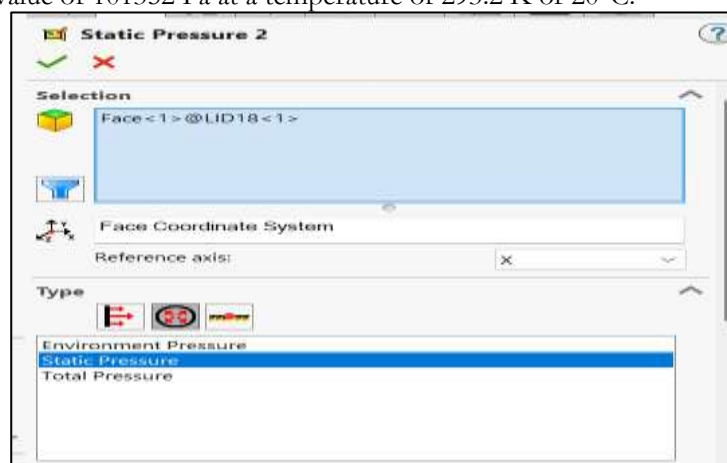 value of 101332 Pa at a temperature of 293.2 K or 20°C.
Static Pressure 2
?
Selection
Face<1>@LID18<1>
Face Coordinate System
Reference axis:
X
Type
Environment Pressure
Static Pressure
Total Pressure